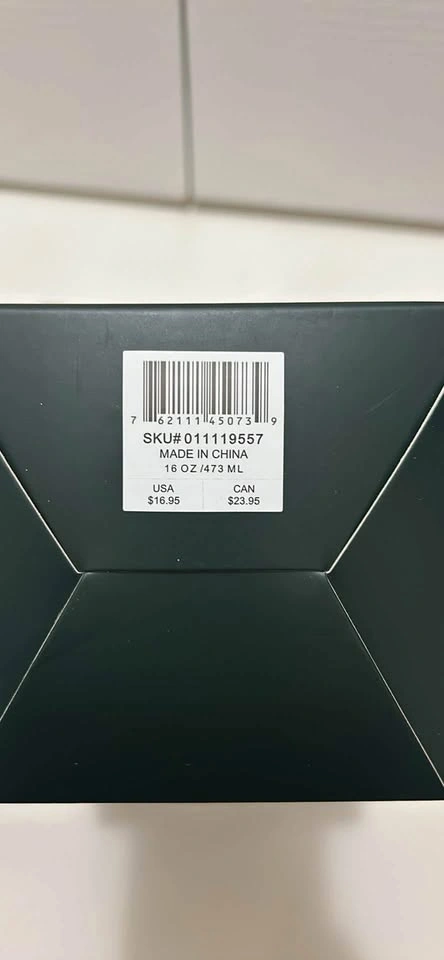 7 62111 45073 9
SKU# 011119557
MADE IN CHINA
16 OZ /473 ML
USA CAN
$16.95 $23.95